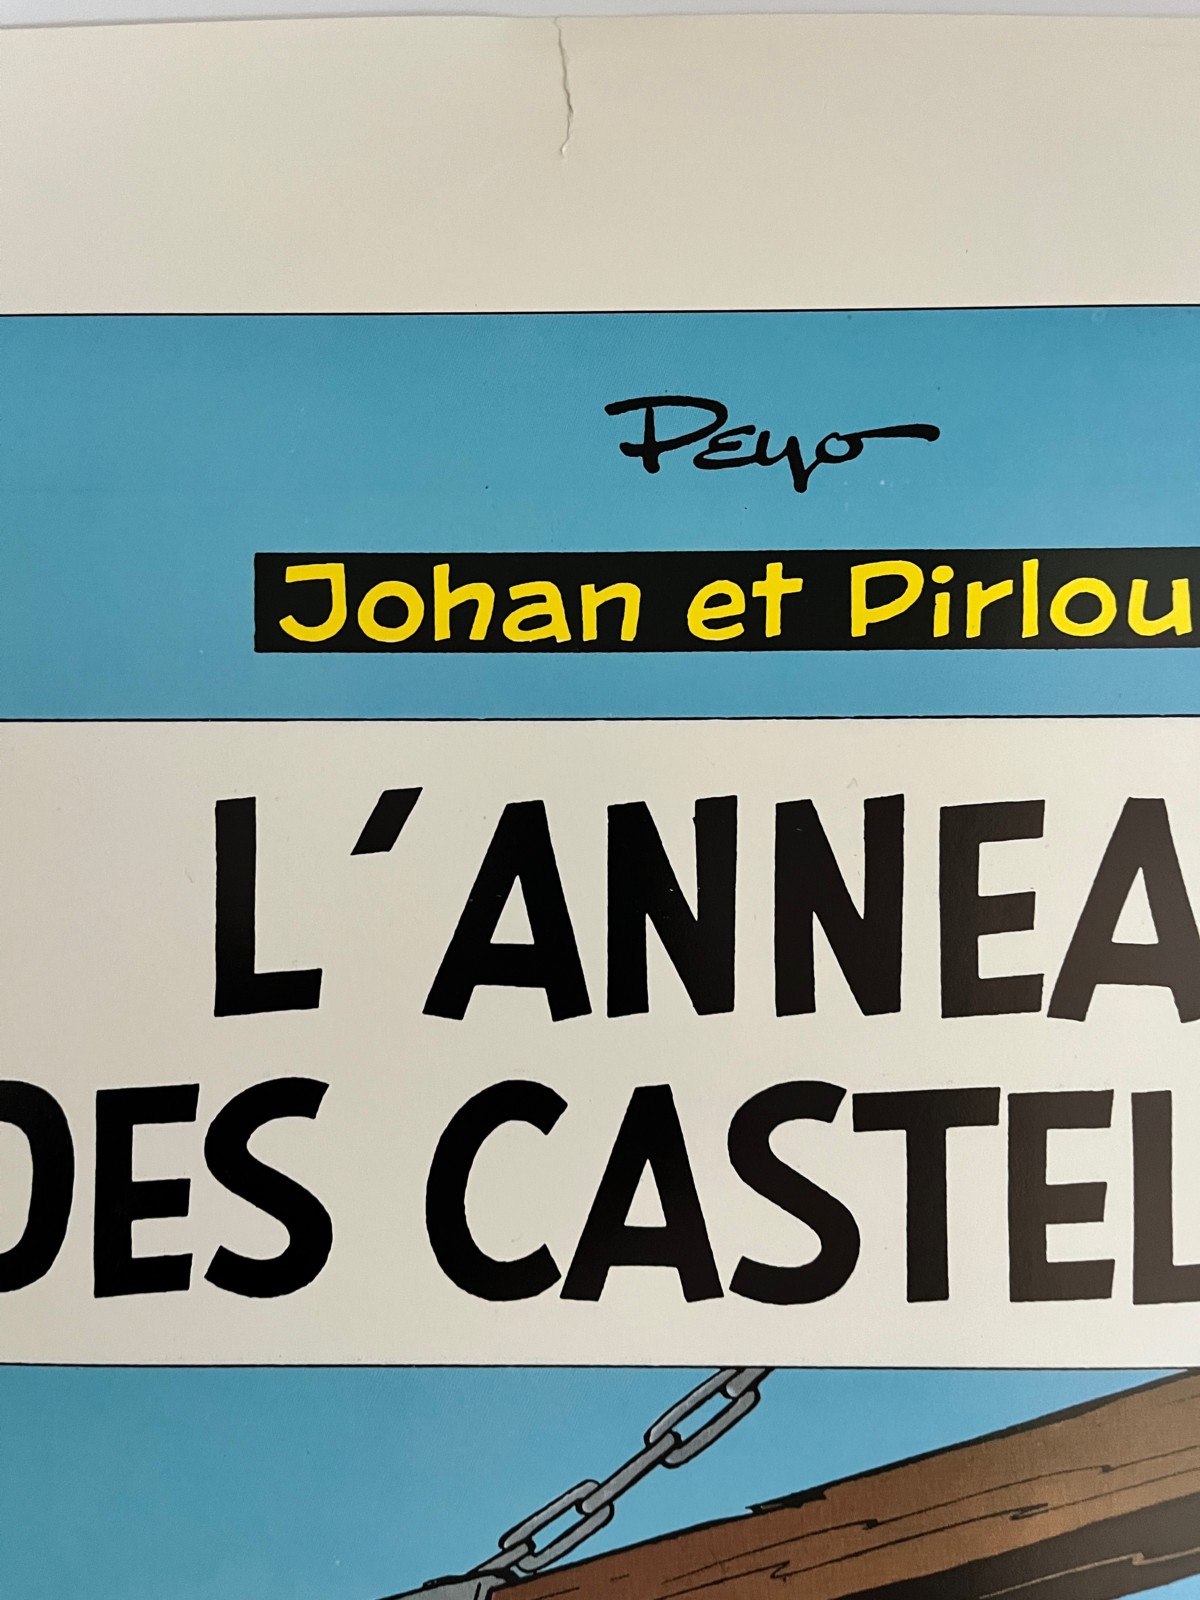 Peyo
Johan et Pirlou
L'ANNEA
DES CASTEL